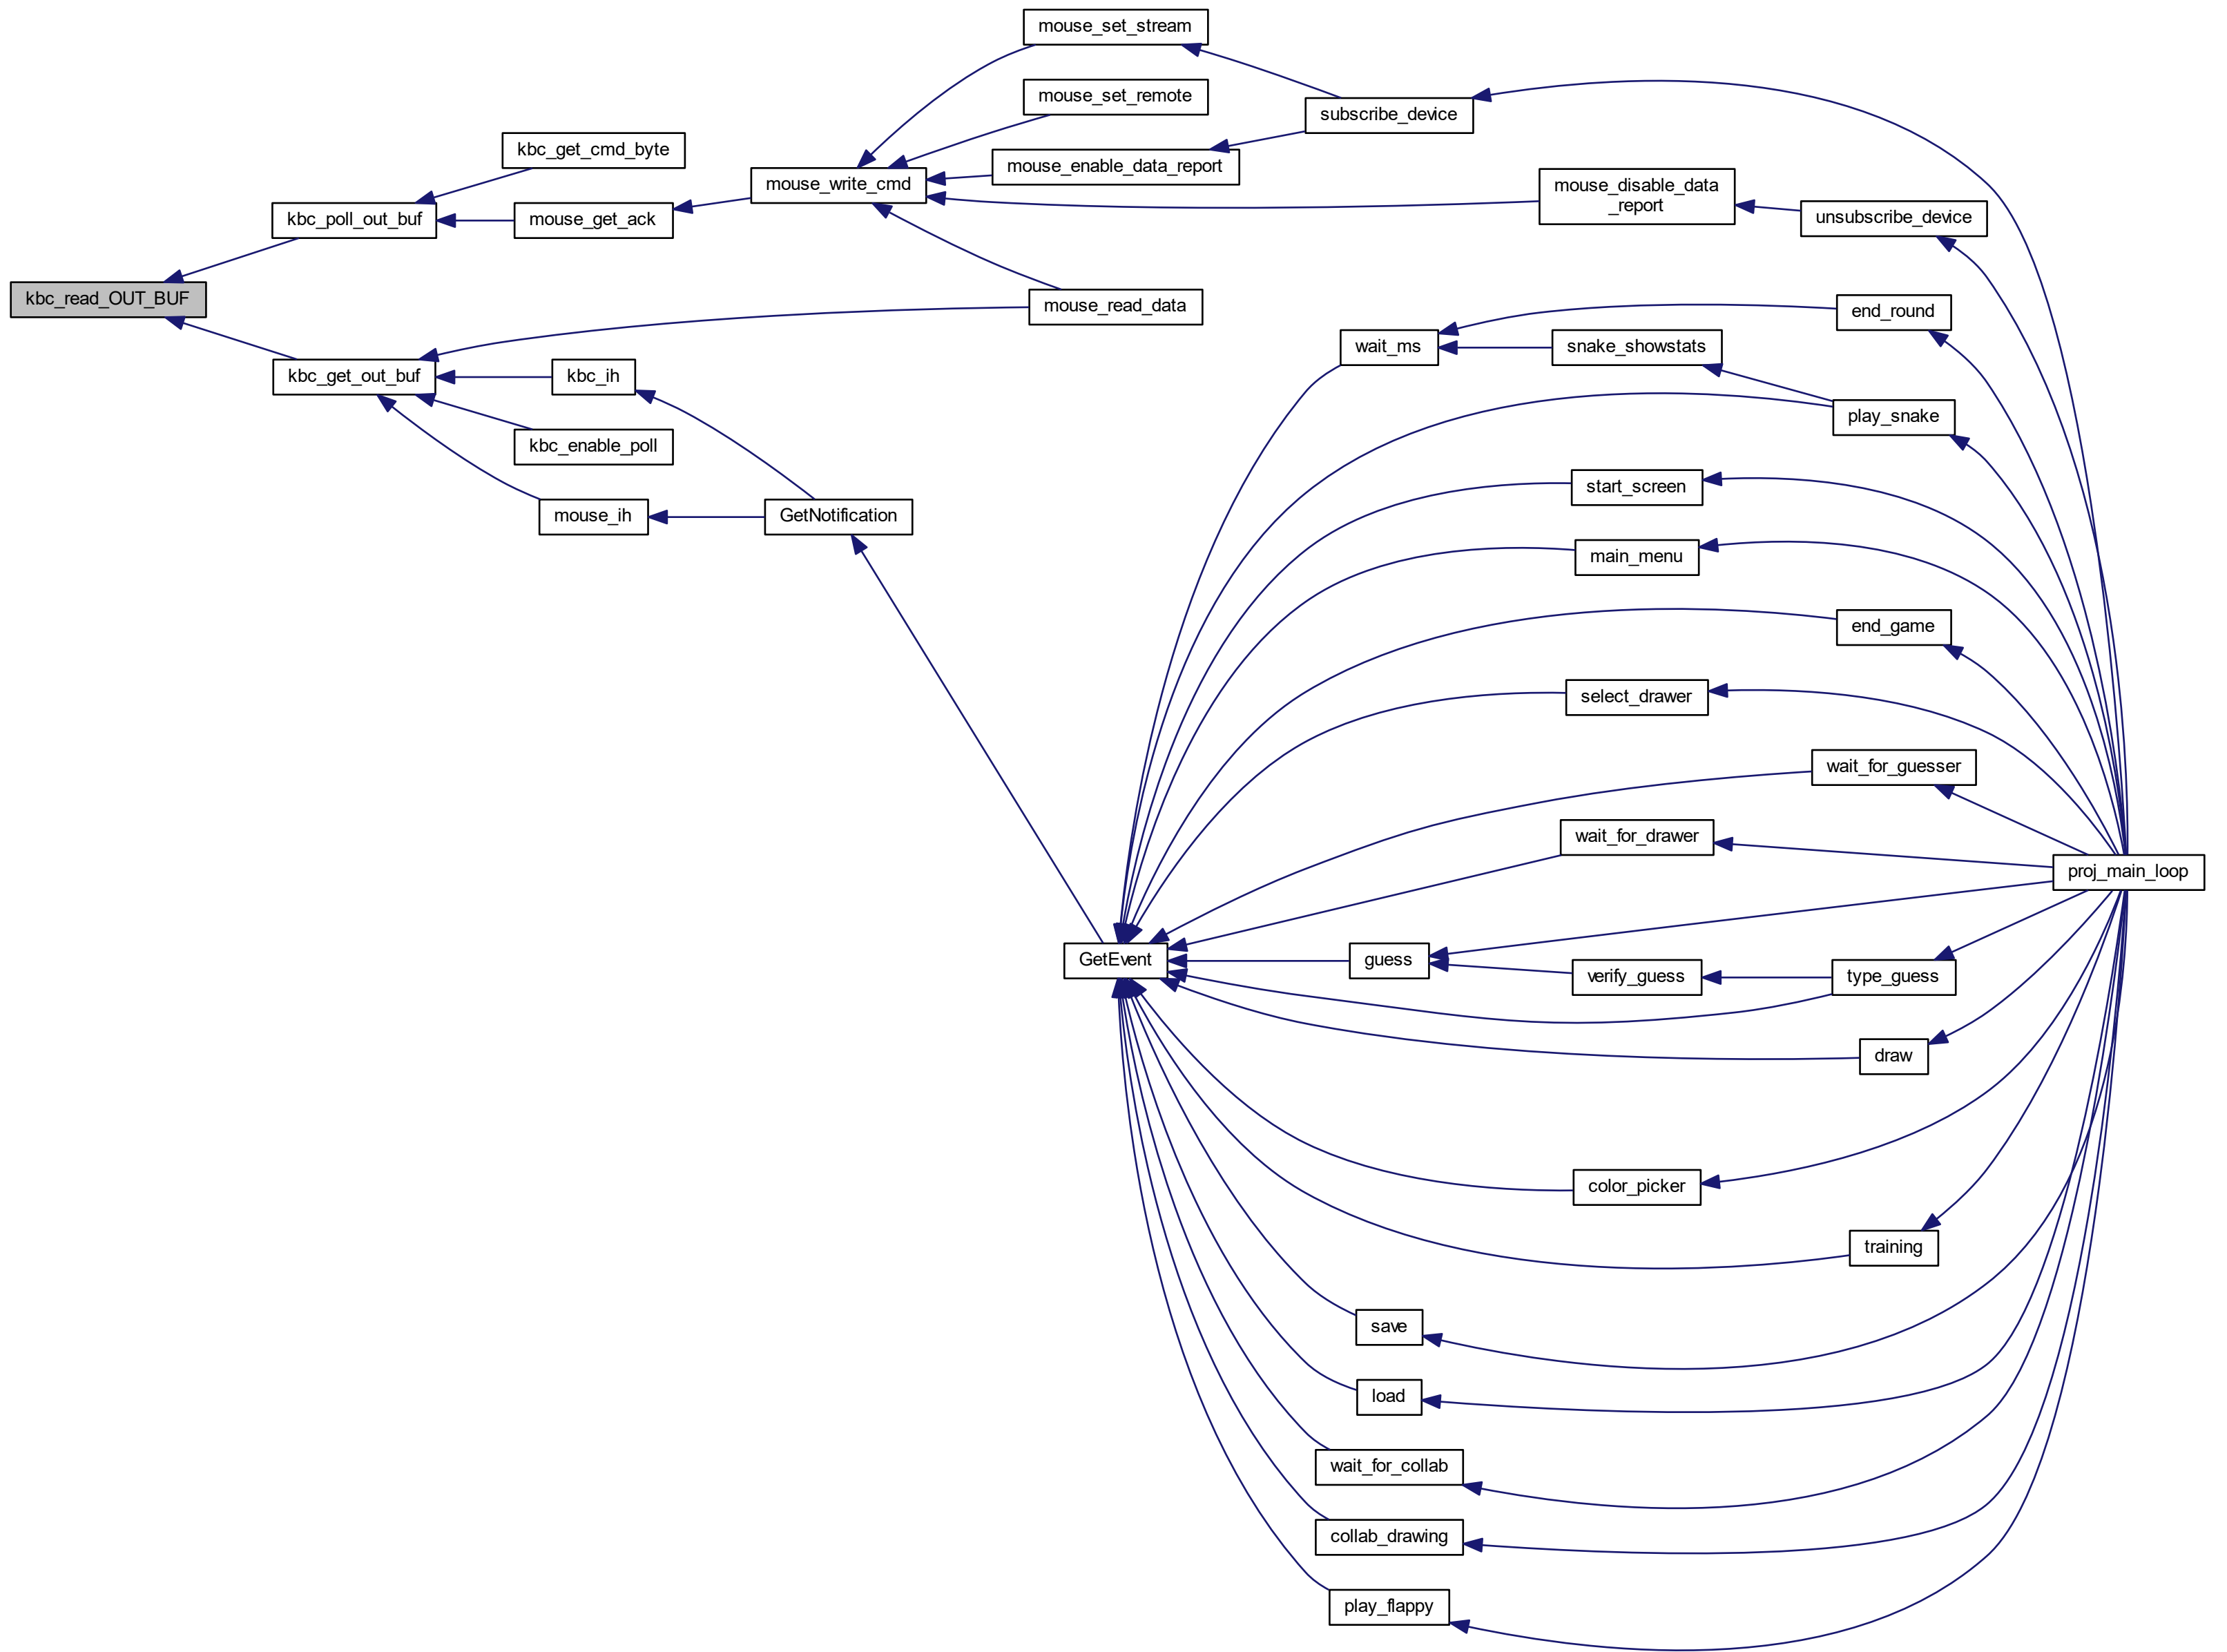 mouse_set_stream
mouse_set_remote
subscribe_device
kbc_get_cmd_byte
mouse_enable_data_report
mouse_write_cmd
mouse_disable_data
_report
kbc_poll_out_buf
mouse_get_ack
unsubscribe_device
kbc_read_OUT_BUF
mouse_read_data
end_round
wait_ms
snake_showstats
kbc_get_out_buf
kbc_ih
play_snake
kbc_enable_poll
start_screen
mouse_ih
GetNotification
main_menu
end_game
select_drawer
wait_for_guesser
wait_for_drawer
proj_main_loop
GetEvent
guess
verify_guess
type_guess
draw
color_picker
training
save
load
wait_for_collab
collab_drawing
play_flappy